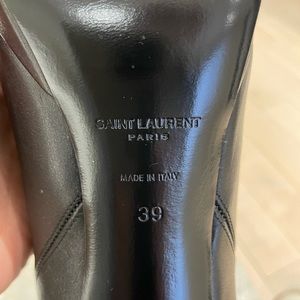 SAINT LAURENT
PARIS
MADE IN ITALY
39